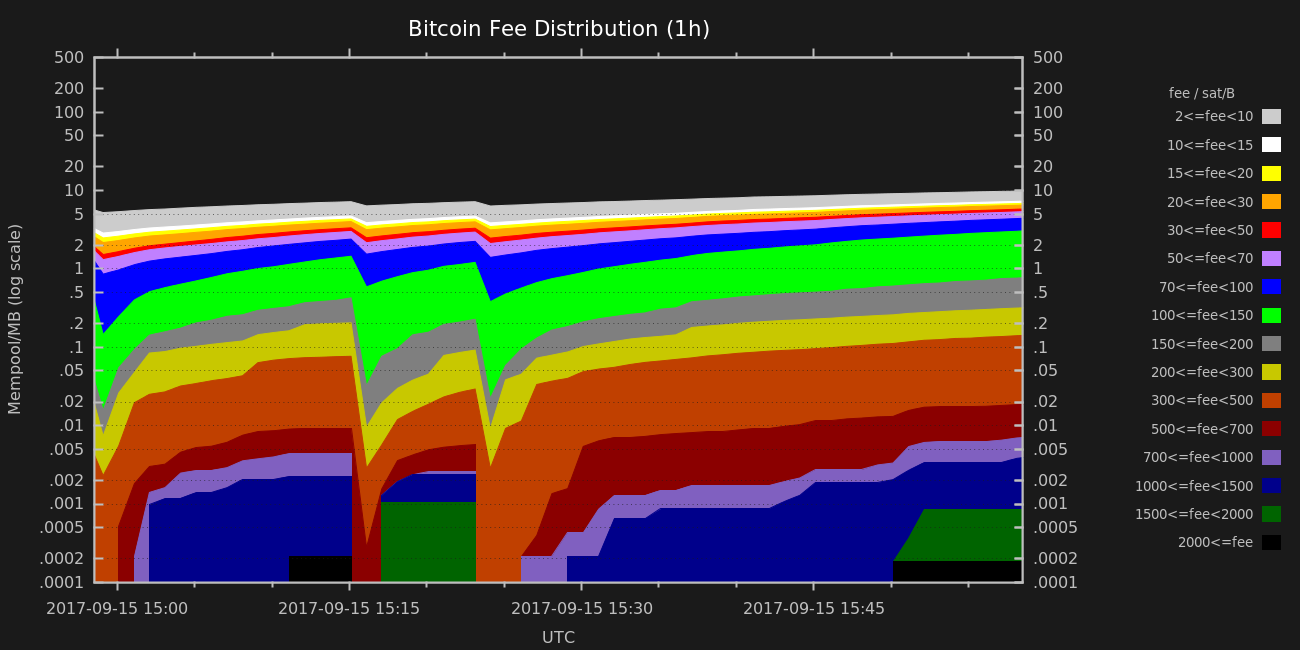 Bitcoin Fee Distribution (1h)
500
200
100
50
20
10
5
2
1
.5
.2
.1
.05
.02
.01
.005
.002
.001
.0005
.0002
.0001
Mempool/MB (log scale)
500
200
100
50
20
10
5
2
1
.5
.2
.1
.05
.02
.01
.005
.002
.001
.0005
.0002
.0001
2017-09-15 15:00
2017-09-15 15:15
2017-09-15 15:30
2017-09-15 15:45
UTC
fee / sat/B
2<=fee<10
10<=fee<15
15<=fee<20
20<=fee<30
30<=fee<50
50<=fee<70
70<=fee<100
100<=fee<150
150<=fee<200
200<=fee<300
300<=fee<500
500<=fee<700
700<=fee<1000
1000<=fee<1500
1500<=fee<2000
2000<=fee